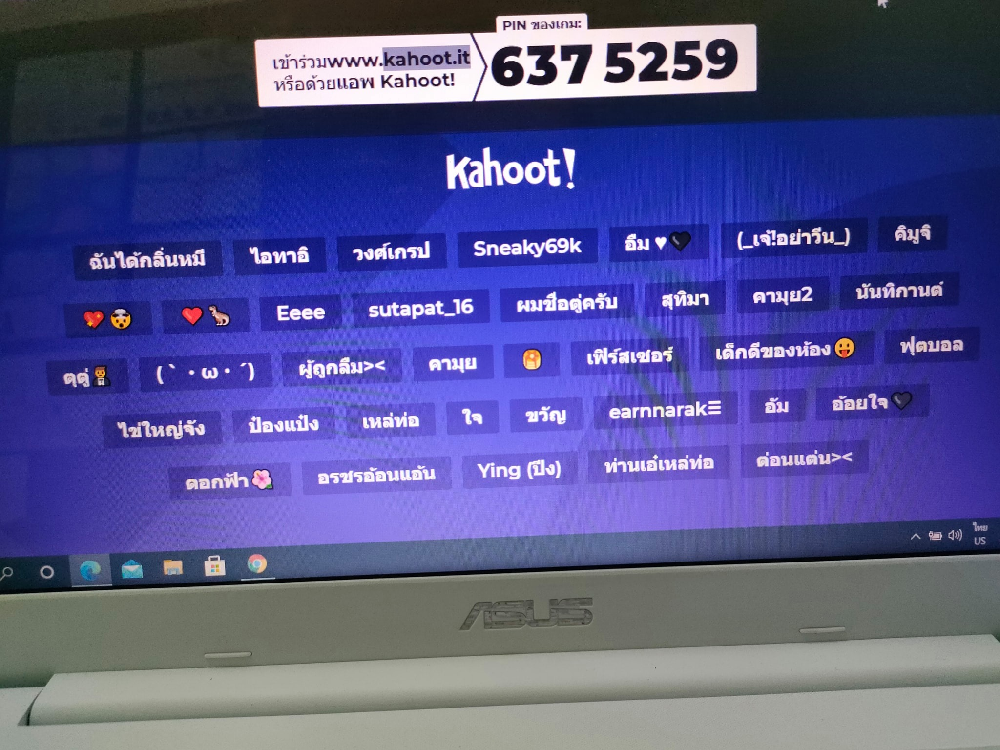 PIN ของเกม:
เข้าร่วมwww.kahoot.it
หรือด้วยแอพ Kahoot!
637 5259
Kahoot!
ฉันได้กลิ่นหมี ไอทาอิ วงศ์เกรป Sneaky69k อืม ♥🖤 (_เจ้!อย่าวีน_) คิมูจิ
💖🤯 ❤️🦖 Eeee sutapat_16 ผมชื่อตู่ครับ สุทิมา คามุย2 นันทิกานต์
ตุตู่🤵 (｀・ω・´) ผู้ถูกลืม>< คามุย 🥞 เฟิร์สเซอร์ เด็กดีของห้อง😛 ฟุตบอล
ไข่ใหญ่จัง ป๋องแป๋ง เหล่ท่อ ใจ ขวัญ earnnarak☰ อัม อ้อยใจ🖤
ดอกฟ้า🌺 อรชรอ้อนแอ้น Ying (ปิง) ท่านเอ๋เหล่ท่อ ต่อนแต่น><
ไทย
US
ASUS